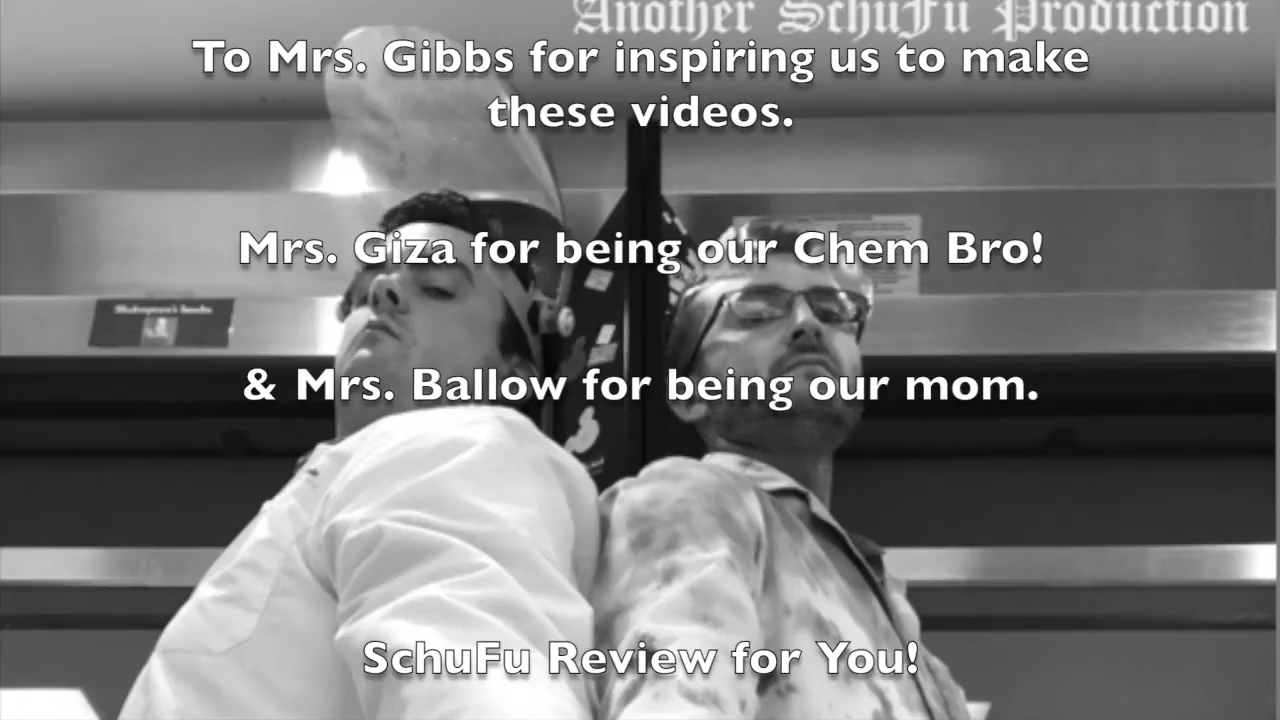 Another SchuFu Production
To Mrs. Gibbs for inspiring us to make
these videos.
Mrs. Giza for being our Chem Bro!
& Mrs. Ballow for being our mom.
SchuFu Review for You!